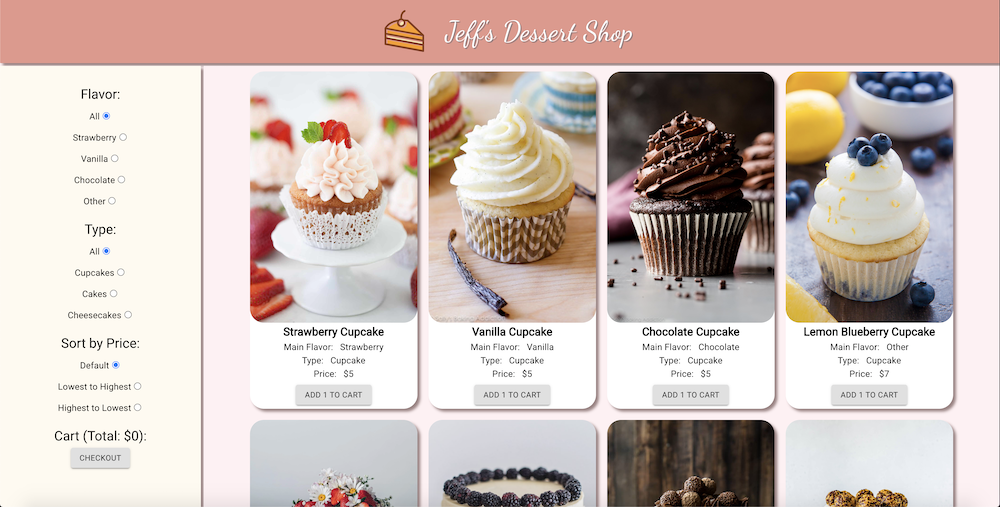 Jeff's Dessert Shop
Flavor:
All
Strawberry
Vanilla
Chocolate
Other
Type:
All
Cupcakes
Cakes
Cheesecakes
Sort by Price:
Default
Lowest to Highest
Highest to Lowest
Cart (Total: $0):
CHECKOUT
Strawberry Cupcake
Main Flavor: Strawberry
Type: Cupcake
Price: $5
ADD 1 TO CART
Vanilla Cupcake
Main Flavor: Vanilla
Type: Cupcake
Price: $5
ADD 1 TO CART
Chocolate Cupcake
Main Flavor: Chocolate
Type: Cupcake
Price: $5
ADD 1 TO CART
Lemon Blueberry Cupcake
Main Flavor: Other
Type: Cupcake
Price: $7
ADD 1 TO CART